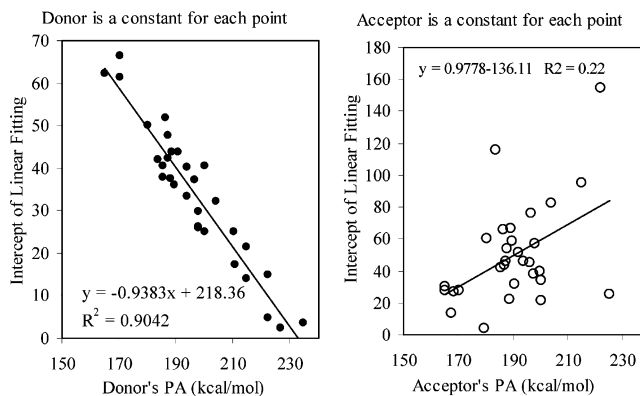 Donor is a constant for each point
70
60
50
40
30
20
10
0
Intercept of Linear Fitting
y = -0.9383x + 218.36
R² = 0.9042
150 170 190 210 230
Donor's PA (kcal/mol)
Acceptor is a constant for each point
180
160
140
120
100
80
60
40
20
0
Intercept of Linear Fitting
y = 0.9778-136.11 R2 = 0.22
150 170 190 210 230
Acceptor's PA (kcal/mol)